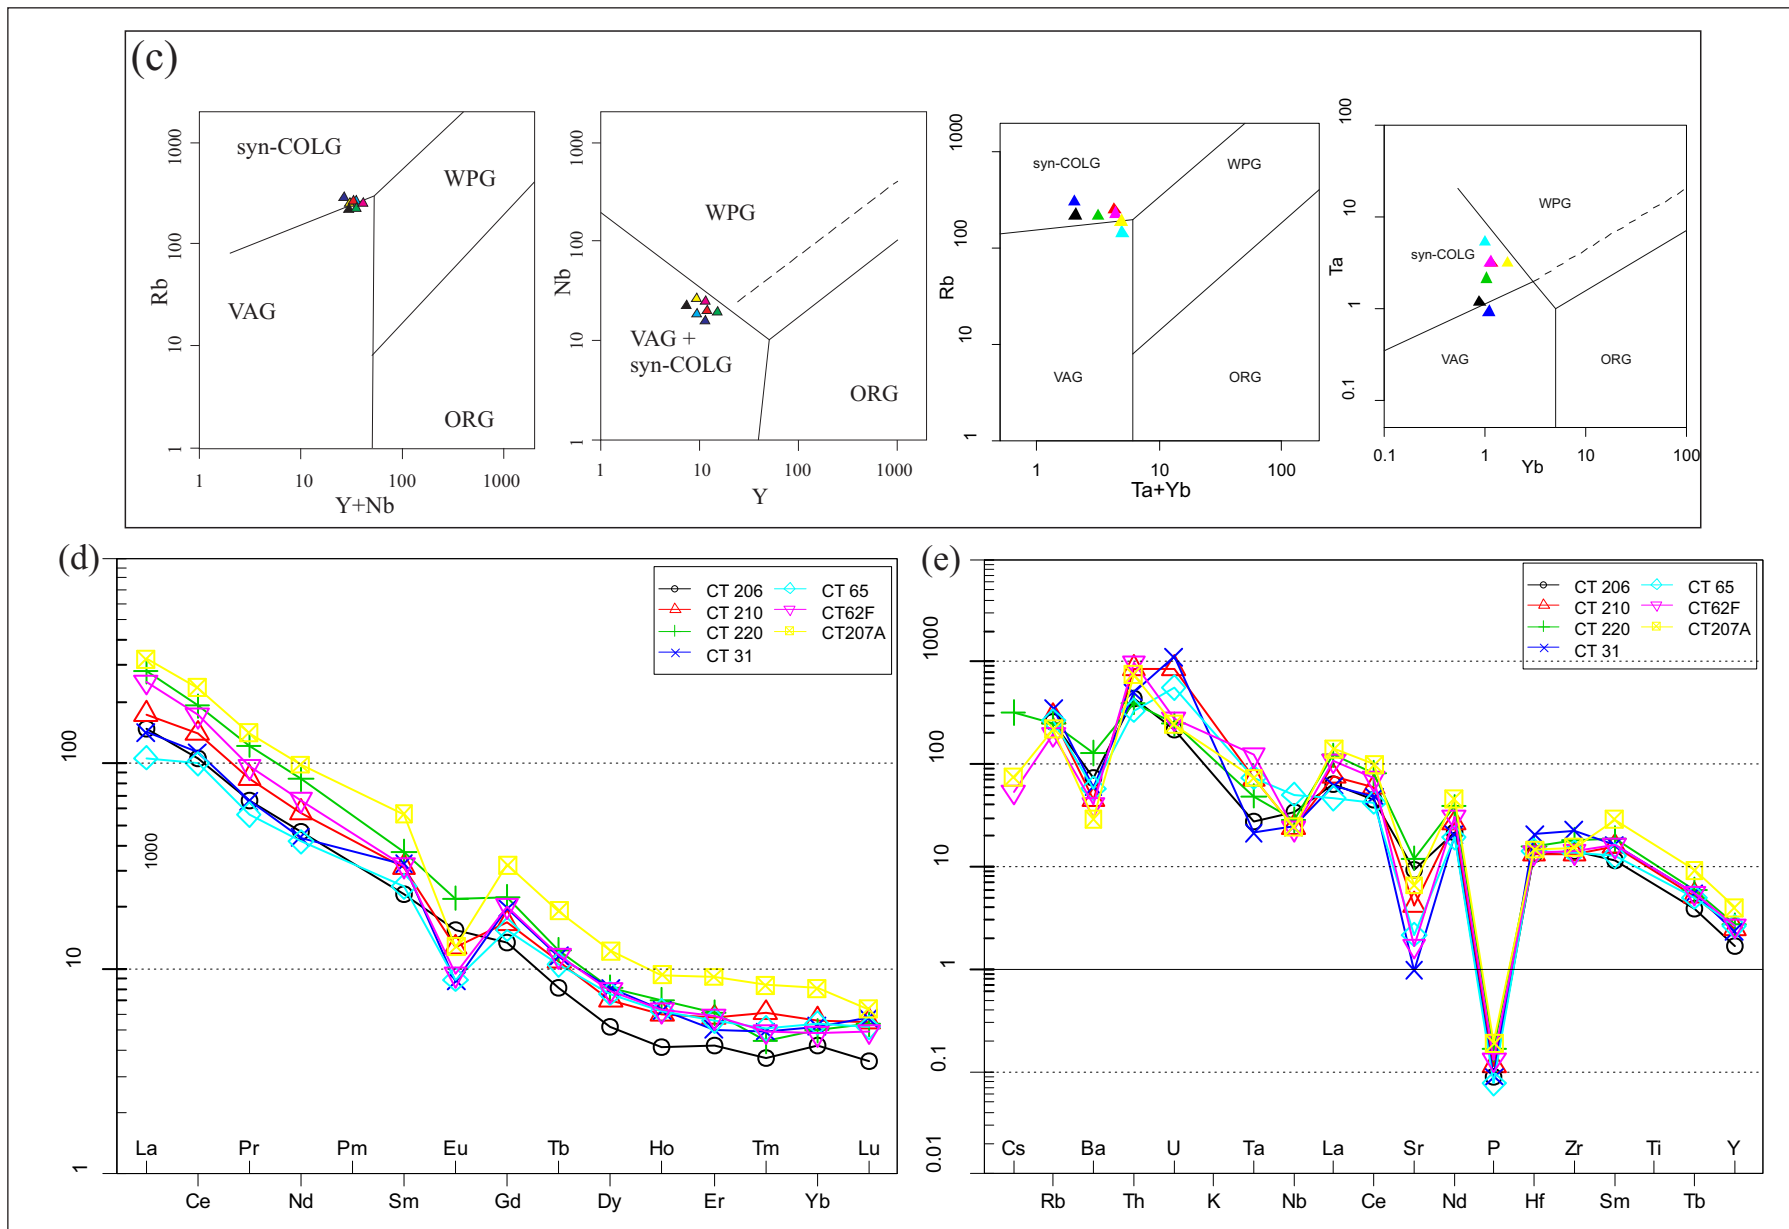 (c)
syn-COLG
WPG
VAG
ORG
Rb
1
10
100
1000
1
10
100
1000
Y+Nb
WPG
VAG +
syn-COLG
ORG
Nb
1
10
100
1000
1
10
100
1000
Y
syn-COLG
WPG
VAG
ORG
Rb
1
10
100
1000
1
10
100
Ta+Yb
WPG
syn-COLG
VAG
ORG
Ta
0.1
1
10
100
0.1
1
10
100
Yb
(d)
CT 206
CT 210
CT 220
CT 31
CT 65
CT62F
CT207A
1000
100
10
1
La
Pr
Pm
Eu
Tb
Ho
Tm
Lu
Ce
Nd
Sm
Gd
Dy
Er
Yb
(e)
CT 206
CT 210
CT 220
CT 31
CT 65
CT62F
CT207A
1000
100
10
1
0.1
0.01
Cs
Ba
U
Ta
La
Sr
P
Zr
Ti
Y
Rb
Th
K
Nb
Ce
Nd
Hf
Sm
Tb